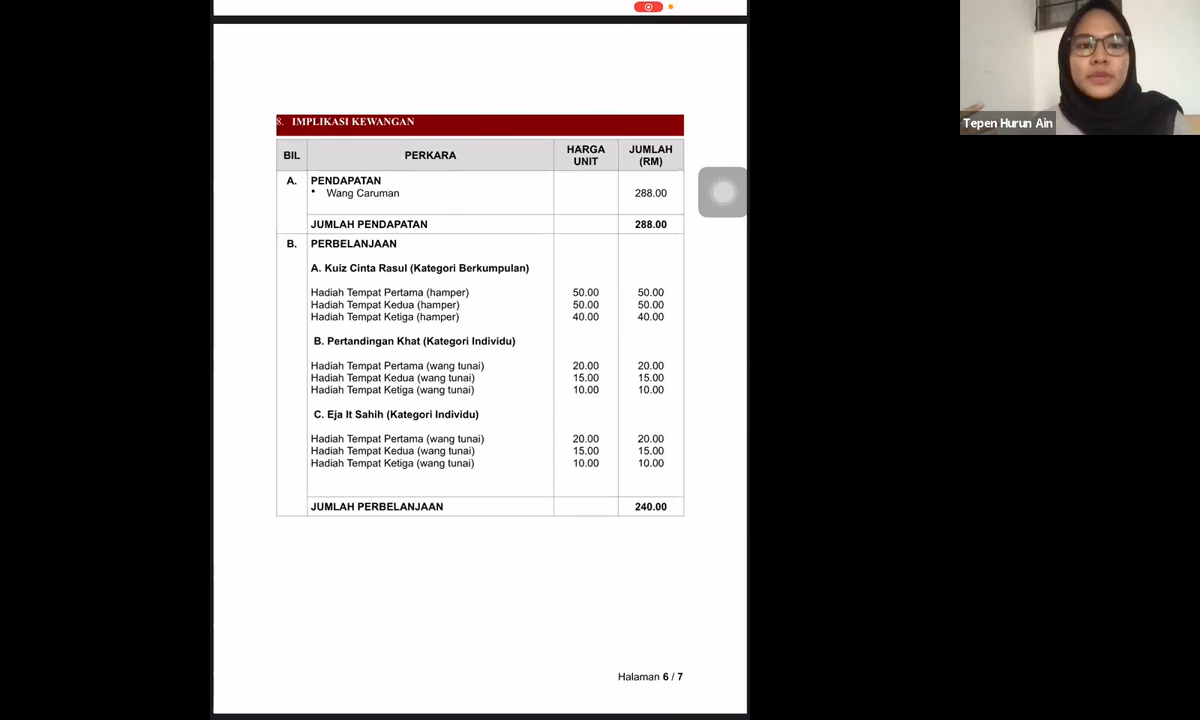 8. IMPLIKASI KEWANGAN
BIL PERKARA HARGA UNIT JUMLAH (RM)
A. PENDAPATAN
• Wang Caruman 288.00
JUMLAH PENDAPATAN 288.00
B. PERBELANJAAN
A. Kuiz Cinta Rasul (Kategori Berkumpulan)
Hadiah Tempat Pertama (hamper) 50.00 50.00
Hadiah Tempat Kedua (hamper) 50.00 50.00
Hadiah Tempat Ketiga (hamper) 40.00 40.00
B. Pertandingan Khat (Kategori Individu)
Hadiah Tempat Pertama (wang tunai) 20.00 20.00
Hadiah Tempat Kedua (wang tunai) 15.00 15.00
Hadiah Tempat Ketiga (wang tunai) 10.00 10.00
C. Eja It Sahih (Kategori Individu)
Hadiah Tempat Pertama (wang tunai) 20.00 20.00
Hadiah Tempat Kedua (wang tunai) 15.00 15.00
Hadiah Tempat Ketiga (wang tunai) 10.00 10.00
JUMLAH PERBELANJAAN 240.00
Halaman 6 / 7
Tepen Hurun Ain